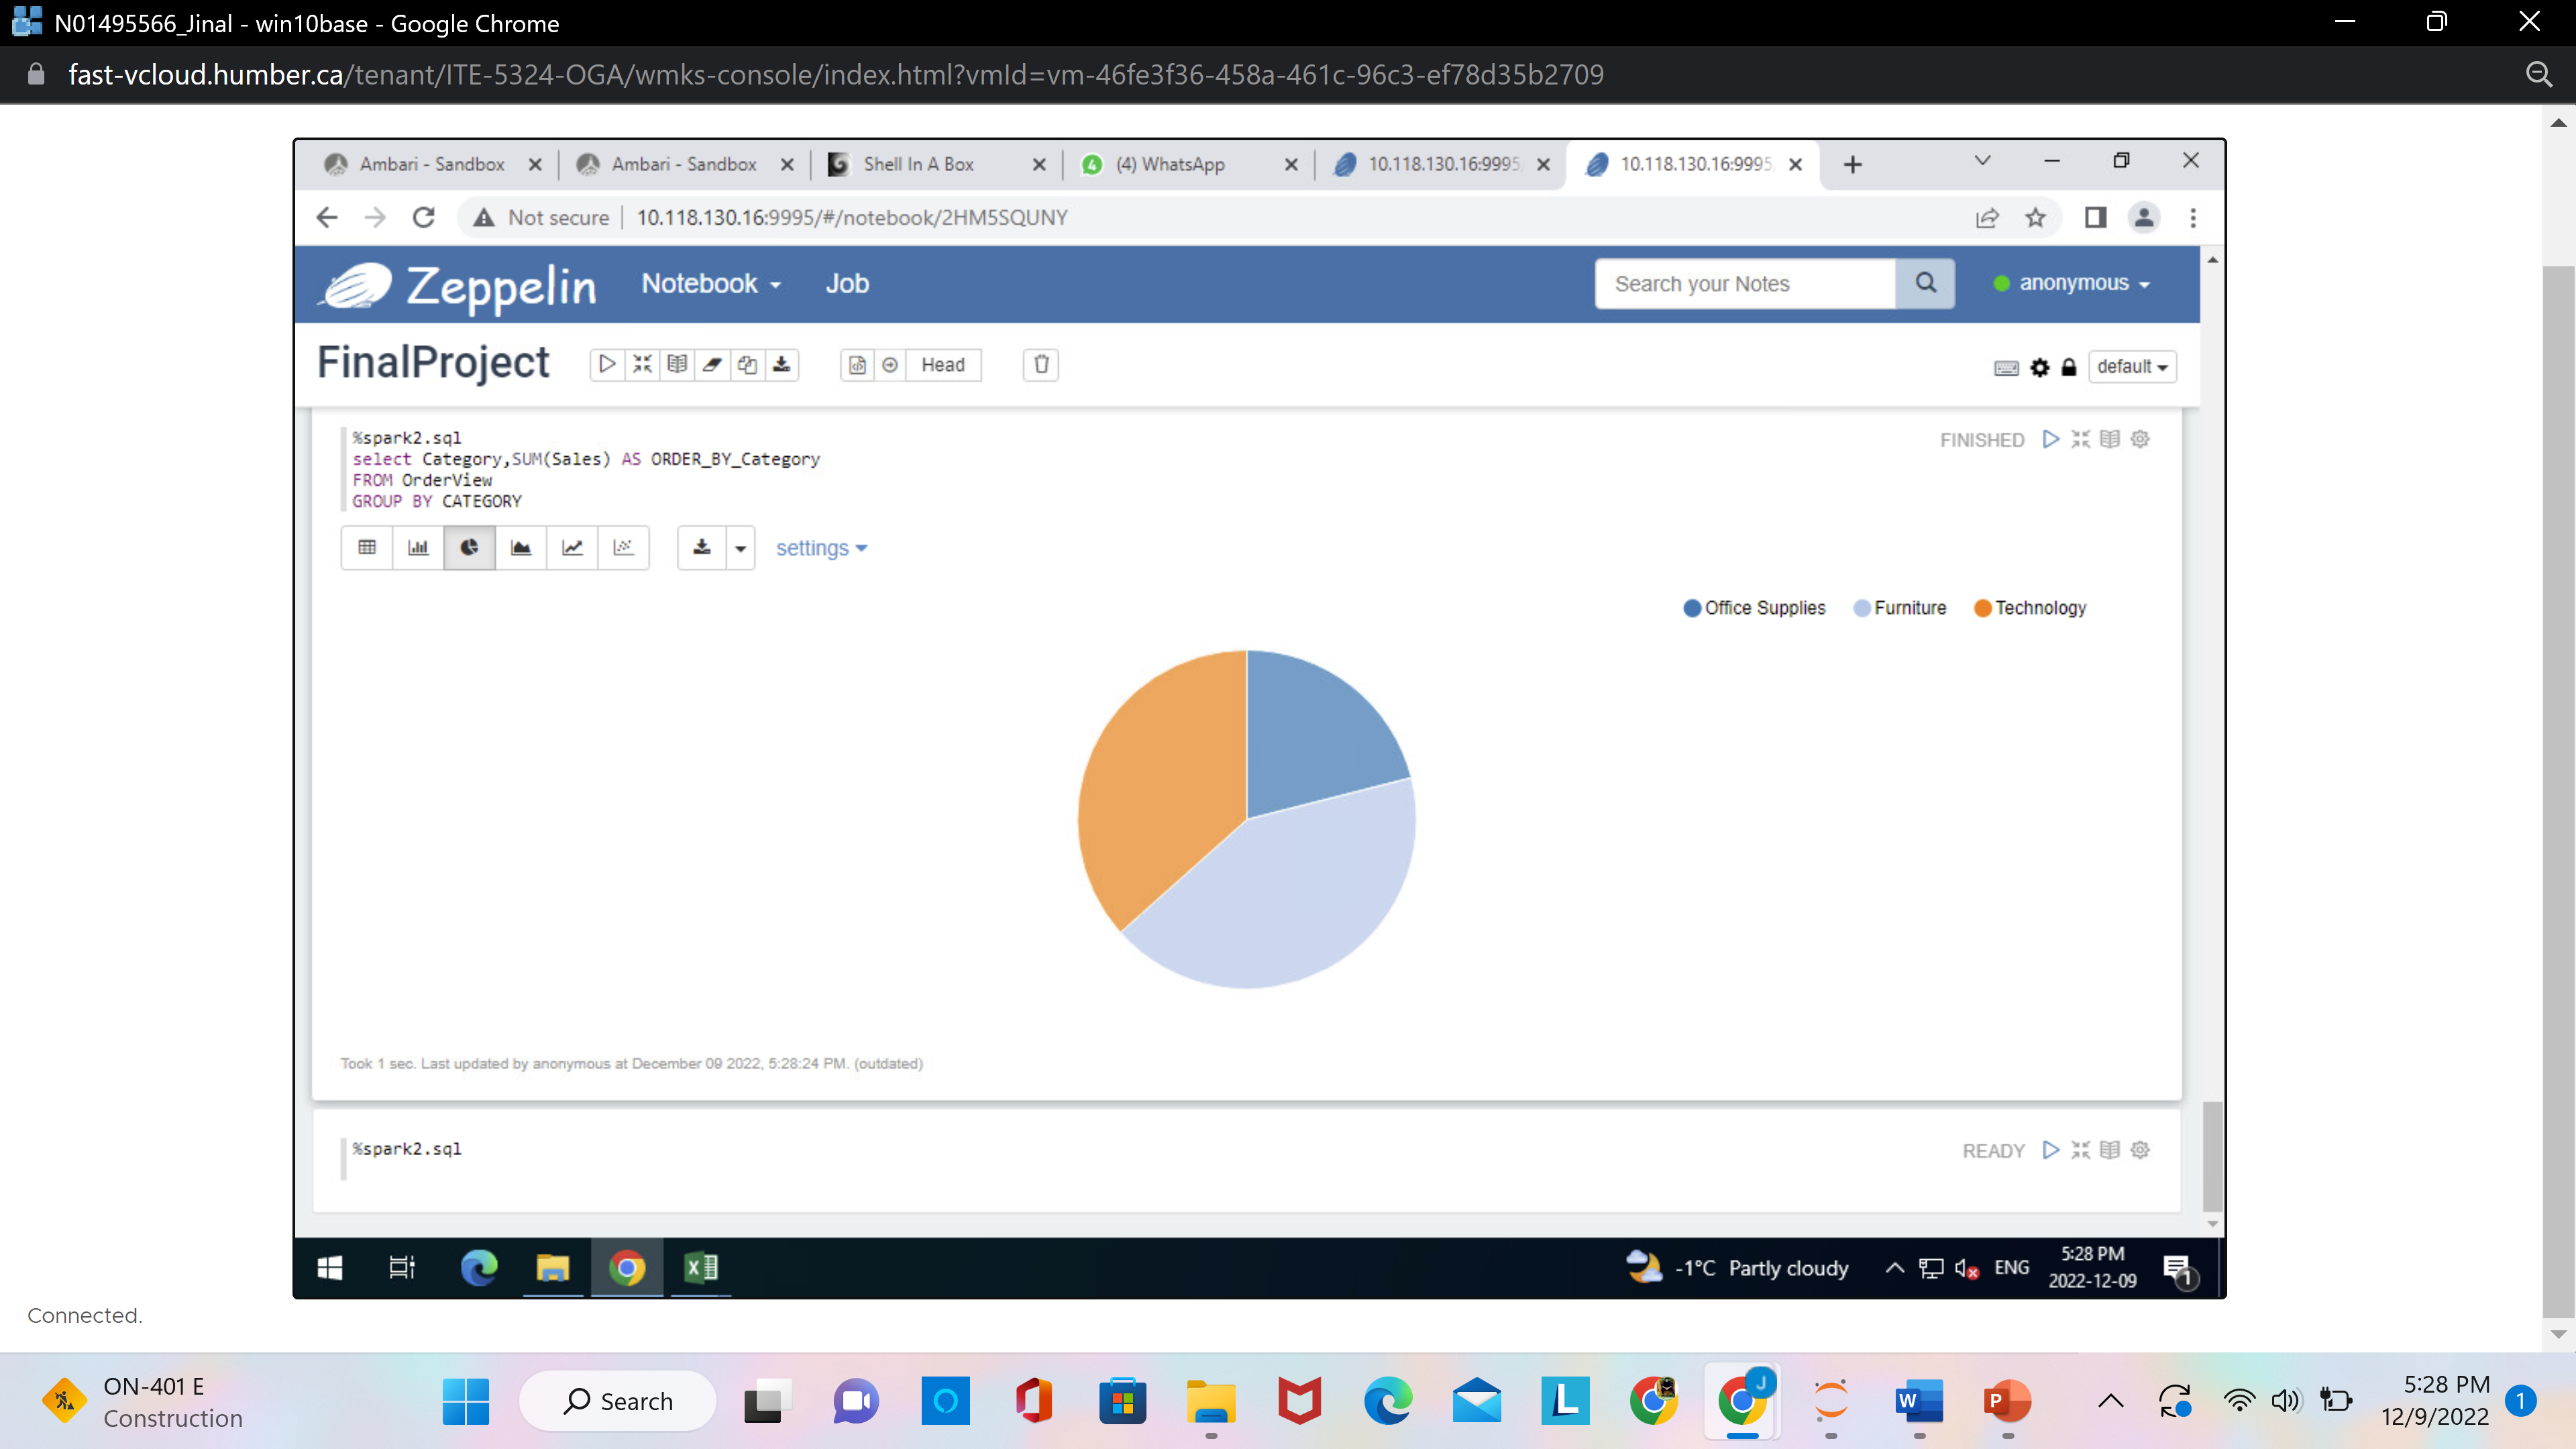 N01495566_Jinal - win10base - Google Chrome
fast-vcloud.humber.ca/tenant/ITE-5324-OGA/wmks-console/index.html?vmId=vm-46fe3f36-458a-461c-96c3-ef78d35b2709
Ambari - Sandbox
Ambari - Sandbox
Shell In A Box
(4) WhatsApp
10.118.130.16:9995
10.118.130.16:9995
Not secure
10.118.130.16:9995/#/notebook/2HM5SQUNY
Zeppelin
Notebook
Job
Search your Notes
anonymous
FinalProject
Head
default
%spark2.sql
select Category,SUM(Sales) AS ORDER_BY_Category
FROM OrderView
GROUP BY CATEGORY
FINISHED
settings
Office Supplies
Furniture
Technology
Took 1 sec. Last updated by anonymous at December 09 2022, 5:28:24 PM. (outdated)
%spark2.sql
READY
-1°C Partly cloudy
ENG
5:28 PM
2022-12-09
1
Connected.
ON-401 E
Construction
Search
5:28 PM
12/9/2022
1